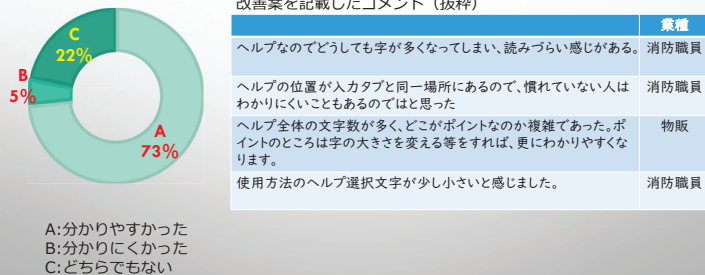 改善案を記載したコメント（抜粋）
業種
ヘルプなのでどうしても字が多くなってしまい、読みづらい感じがある。 消防職員
ヘルプの位置が入力タブと同一場所にあるので、慣れていない人は
わかりにくいこともあるのではと思った
消防職員
ヘルプ全体の文字数が多く、どこがポイントなのか複雑であった。ポ
イントのところは字の大きさを変える等をすれば、更にわかりやすくな
ります。
物販
使用方法のヘルプ選択文字が少し小さいと感じました。 消防職員
C
22%
B
5%
A
73%
A:分かりやすかった
B:分かりにくかった
C:どちらでもない